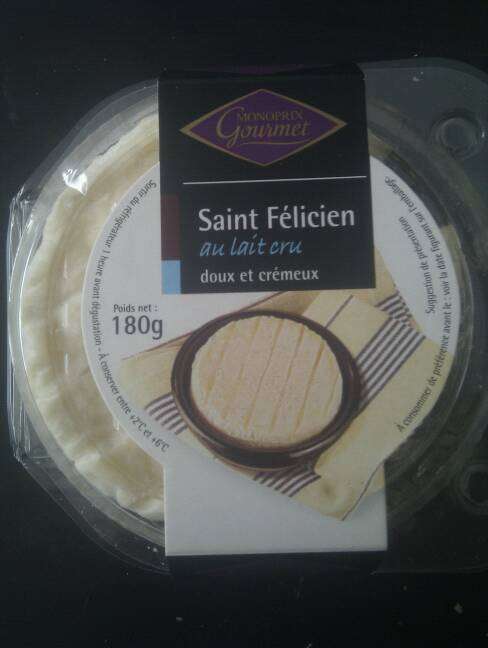 MONOPRIX
Gourmet
Saint Félicien
au lait cru
doux et crémeux
Poids net :
180g
Sortir du réfrigérateur 1 heure avant dégustation - À conserver entre +2°C et +6°C
Suggestion de présentation
À consommer de préférence avant le : voir la date figurant sur l'emballage.